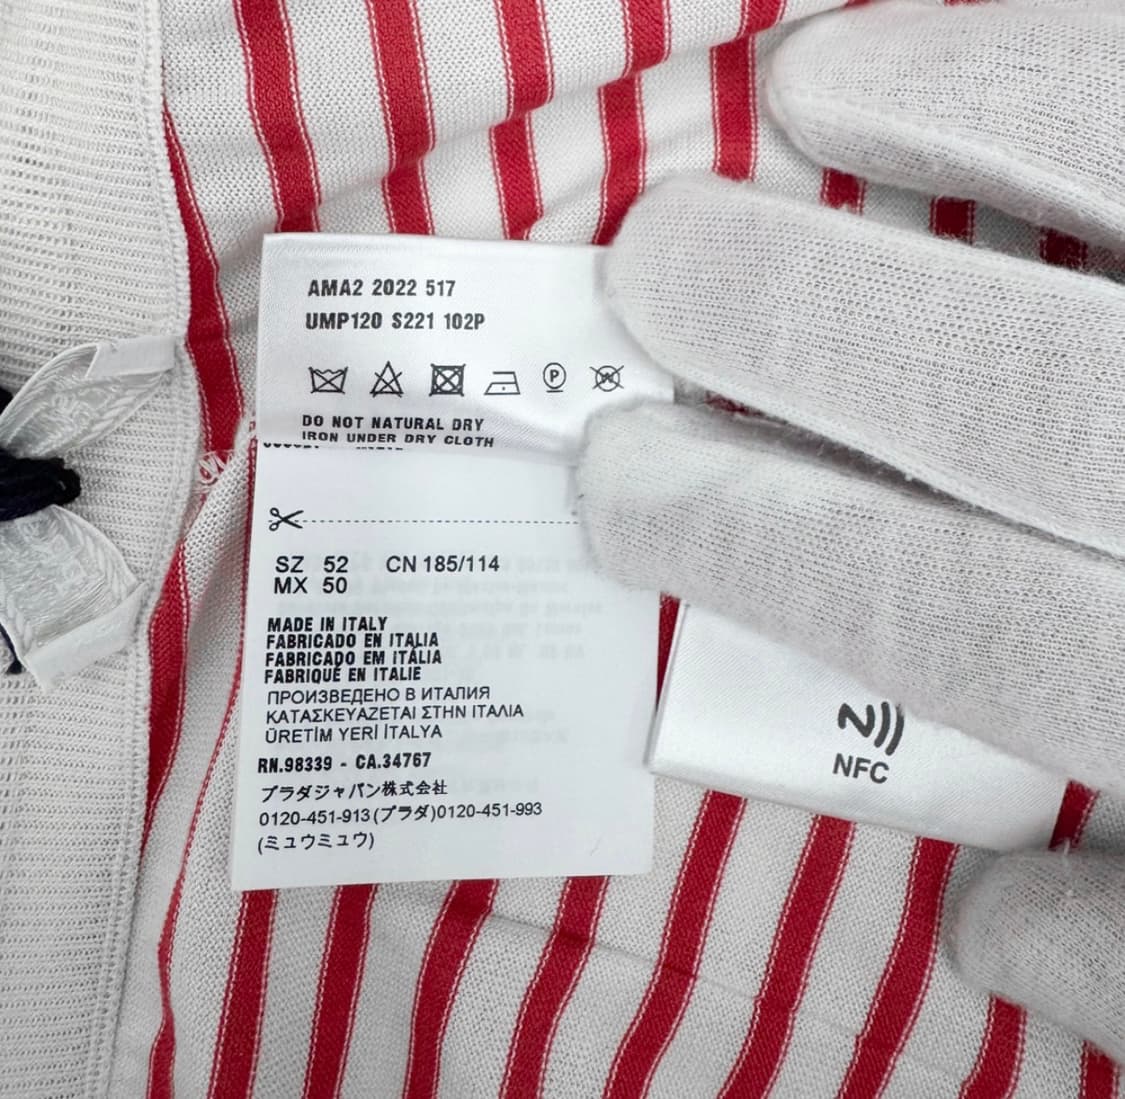 AMA2 2022 517
UMP120 S221 102P
P
W
DO NOT NATURAL DRY
IRON UNDER DRY CLOTH
SZ 52 CN 185/114
MX 50
MADE IN ITALY
FABRICADO EN ITALIA
FABRICADO EM ITÁLIA
FABRIQUÉ EN ITALIE
ПРОИЗВЕДЕНО В ИТАЛИЯ
ΚΑΤΑΣΚΕΥΑΖΕΤΑΙ ΣΤΗΝ ΙΤΑΛΙΑ
ÜRETİM YERİ İTALYA
RN.98339 - CA.34767
プラダジャパン株式会社
0120-451-913(プラダ)0120-451-993
(ミュウミュウ)
NFC